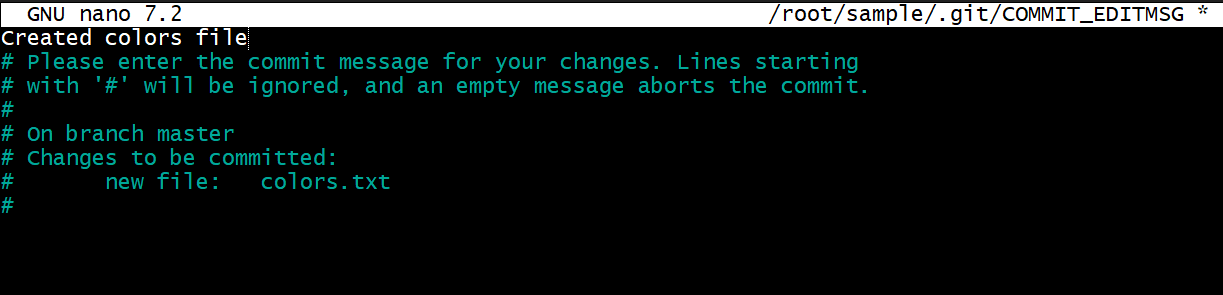 GNU nano 7.2 /root/sample/.git/COMMIT_EDITMSG *
Created colors file
# Please enter the commit message for your changes. Lines starting
# with '#' will be ignored, and an empty message aborts the commit.
#
# On branch master
# Changes to be committed:
#       new file:   colors.txt
#